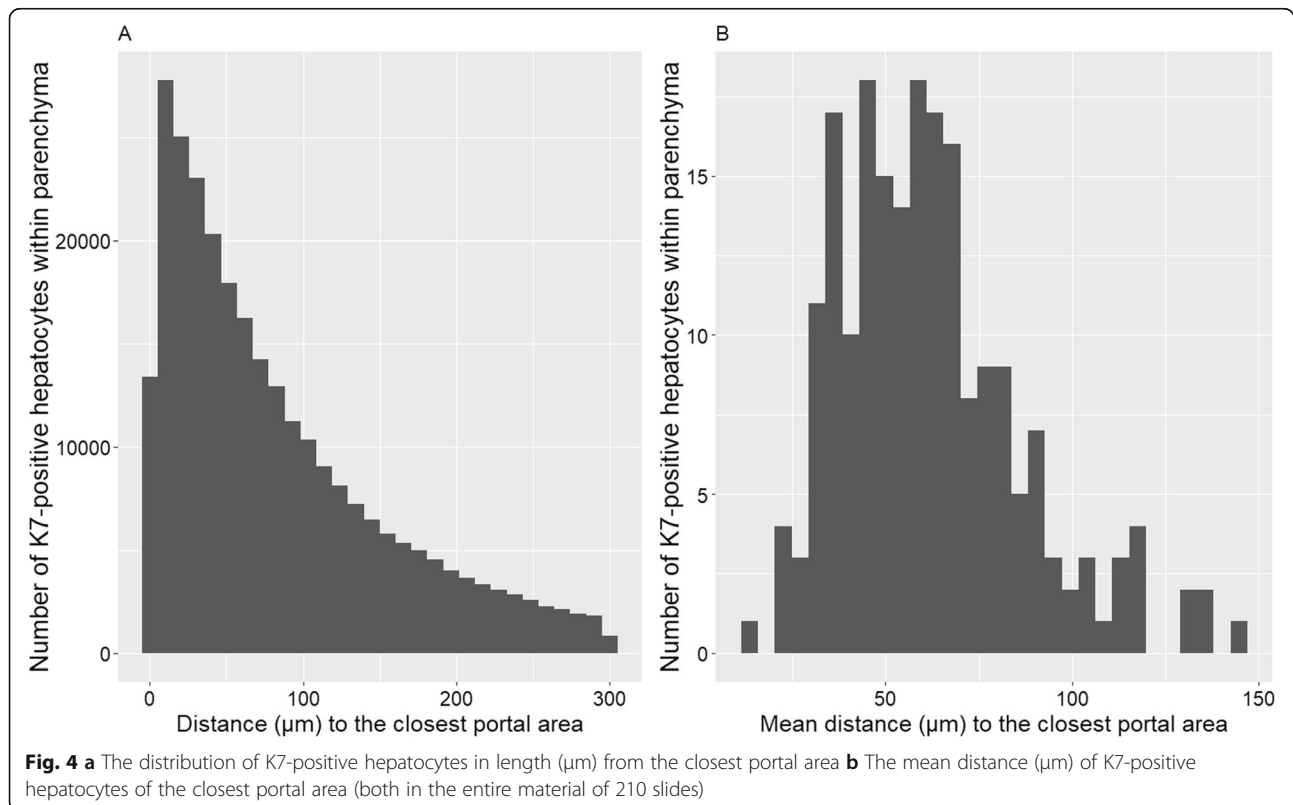 A
Number of K7-positive hepatocytes within parenchyma
20000
10000
0
0 100 200 300
Distance (µm) to the closest portal area
B
Number of K7-positive hepatocytes within parenchyma
15
10
5
0
50 100 150
Mean distance (µm) to the closest portal area
Fig. 4 a The distribution of K7-positive hepatocytes in length (µm) from the closest portal area b The mean distance (µm) of K7-positive
hepatocytes of the closest portal area (both in the entire material of 210 slides)